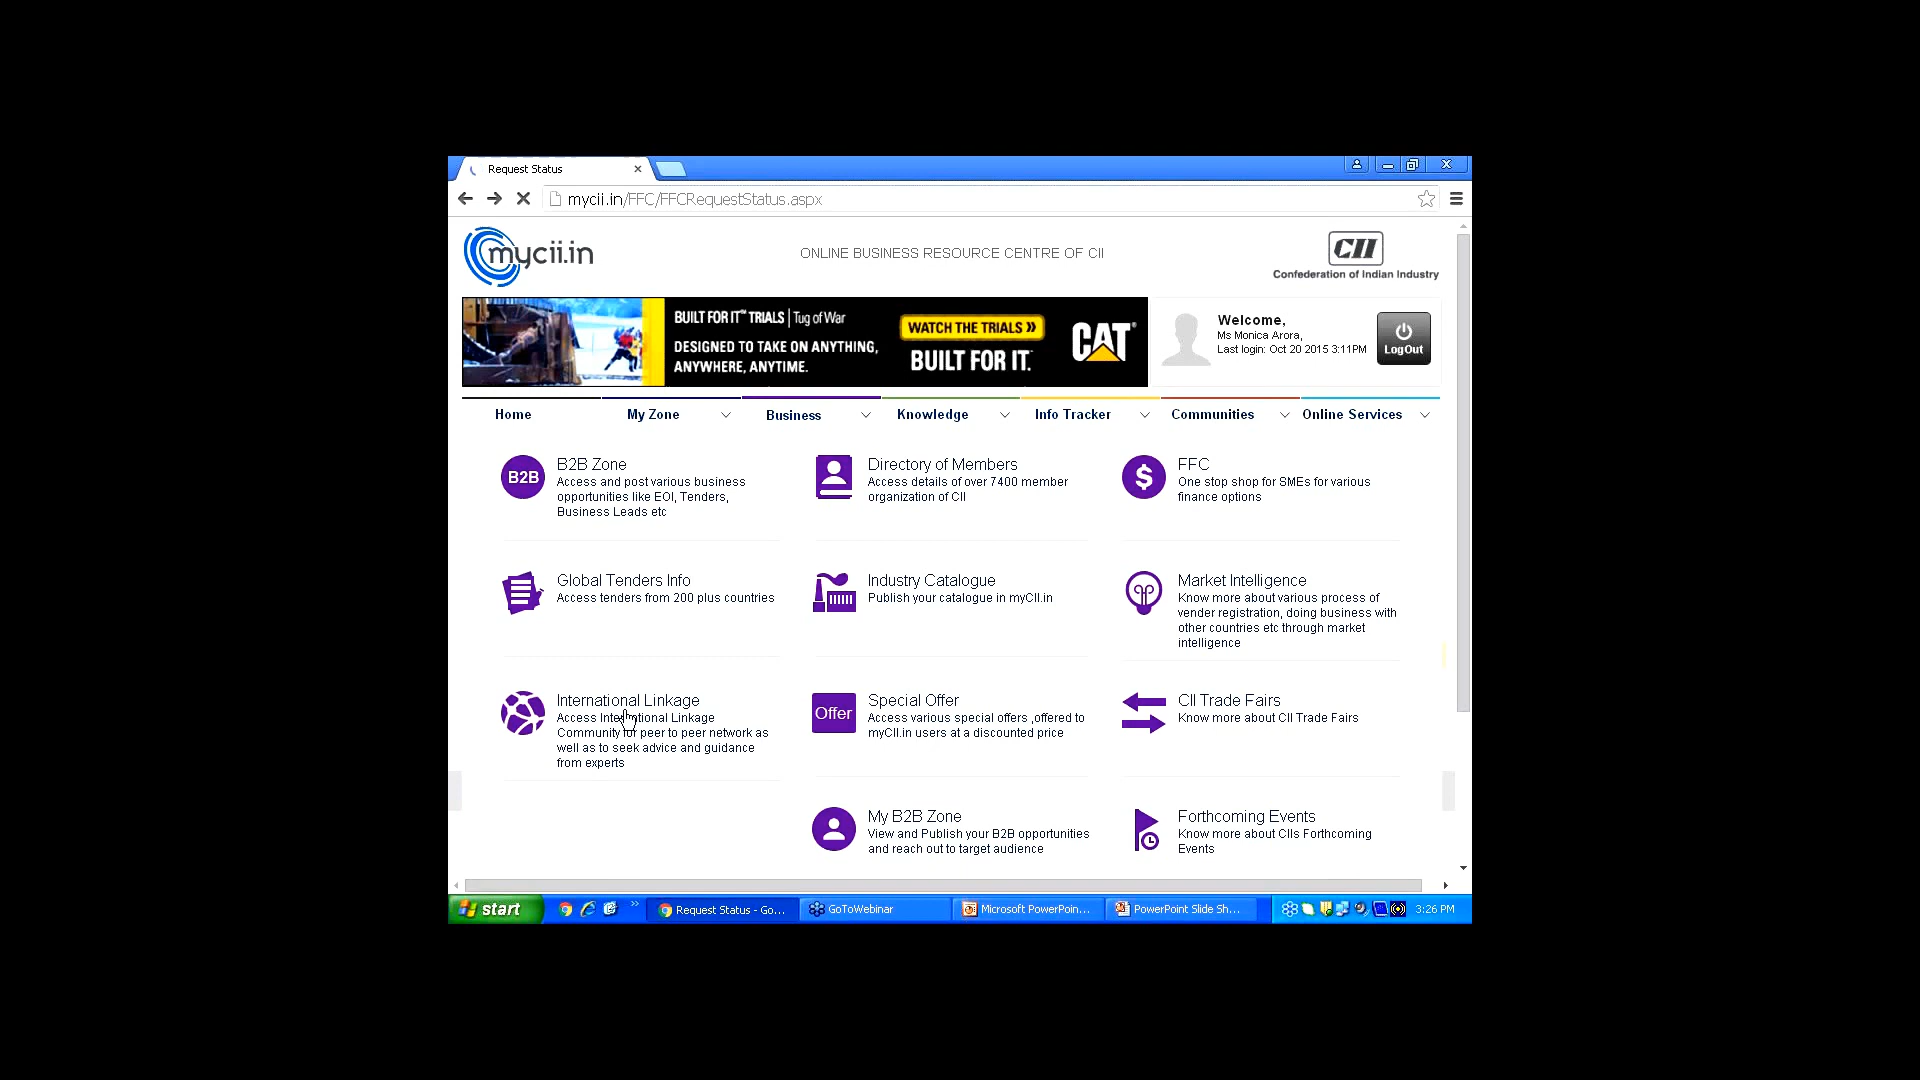 Request Status
mycii.in/FFC/FFCRequestStatus.aspx
mycii.in
ONLINE BUSINESS RESOURCE CENTRE OF CII
CII
Confederation of Indian Industry
BUILT FOR IT™ TRIALS | Tug of War
DESIGNED TO TAKE ON ANYTHING,
ANYWHERE, ANYTIME.
WATCH THE TRIALS »
BUILT FOR IT.™
CAT®
Welcome,
Ms Monica Arora,
Last login: Oct 20 2015 3:11PM
LogOut
Home
My Zone
Business
Knowledge
Info Tracker
Communities
Online Services
B2B
B2B Zone
Access and post various business
opportunities like EOI, Tenders,
Business Leads etc
Directory of Members
Access details of over 7400 member
organization of CII
$
FFC
One stop shop for SMEs for various
finance options
Global Tenders Info
Access tenders from 200 plus countries
Industry Catalogue
Publish your catalogue in myCII.in
Market Intelligence
Know more about various process of
vender registration, doing business with
other countries etc through market
intelligence
International Linkage
Access International Linkage
Community for peer to peer network as
well as to seek advice and guidance
from experts
Offer
Special Offer
Access various special offers ,offered to
myCII.in users at a discounted price
CII Trade Fairs
Know more about CII Trade Fairs
My B2B Zone
View and Publish your B2B opportunities
and reach out to target audience
Forthcoming Events
Know more about CIIs Forthcoming
Events
start
Request Status - Go...
GoToWebinar
Microsoft PowerPoin...
PowerPoint Slide Sh...
3:26 PM